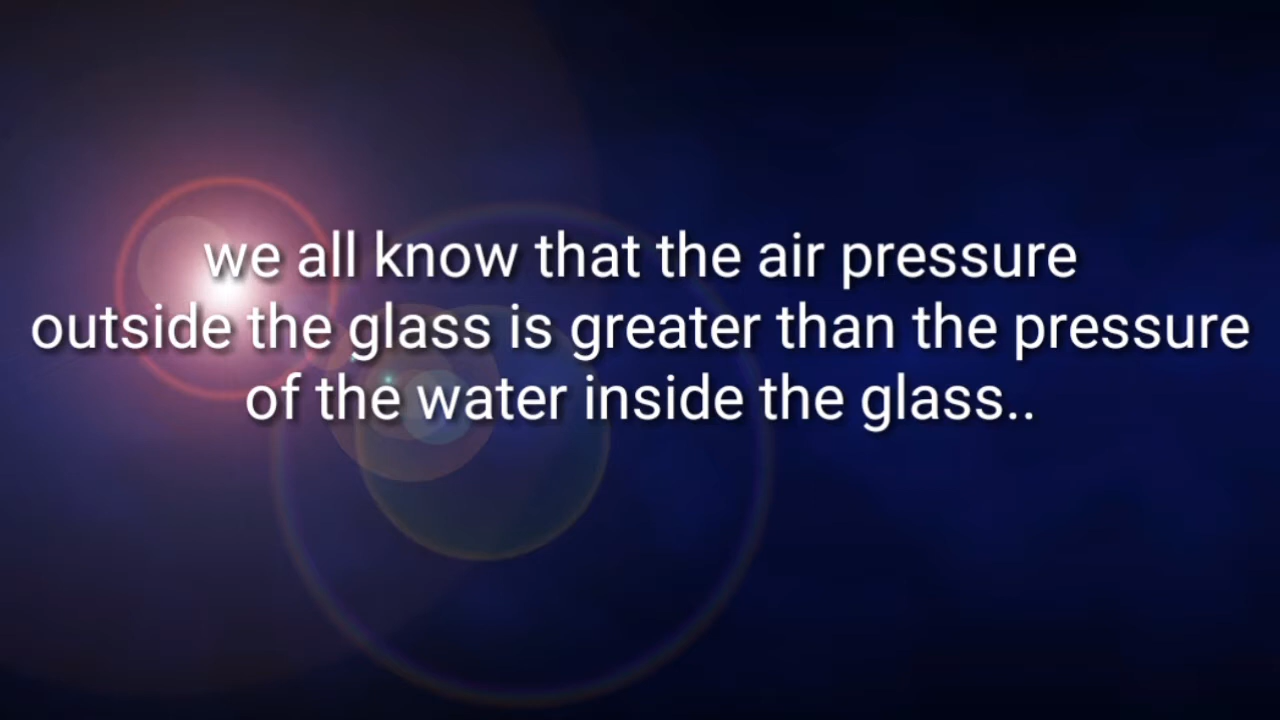 we all know that the air pressure
outside the glass is greater than the pressure
of the water inside the glass..